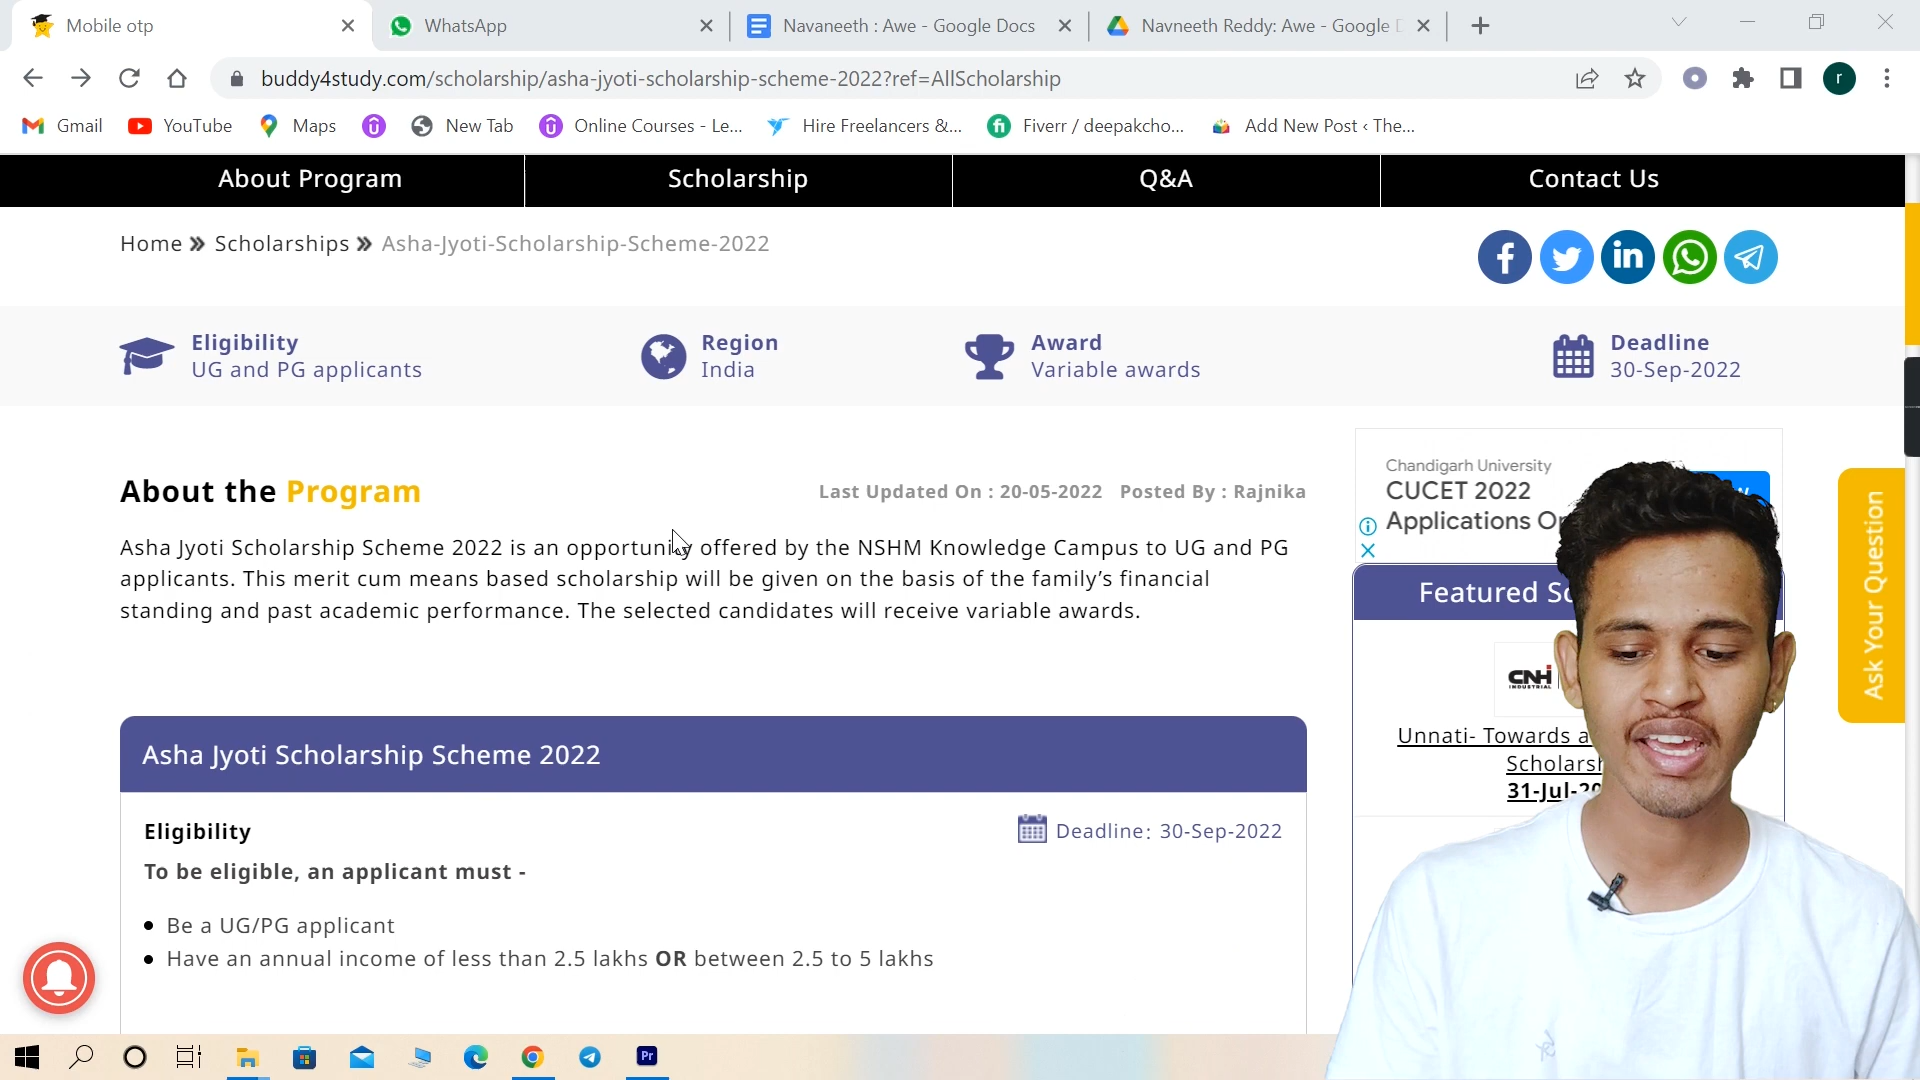 Mobile otp
WhatsApp
Navaneeth : Awe - Google Docs
Navneeth Reddy: Awe - Google D
buddy4study.com/scholarship/asha-jyoti-scholarship-scheme-2022?ref=AllScholarship
r
Gmail
YouTube
Maps
New Tab
Online Courses - Le...
Hire Freelancers &...
Fiverr / deepakcho...
Add New Post ‹ The...
About Program
Scholarship
Q&A
Contact Us
Home » Scholarships » Asha-Jyoti-Scholarship-Scheme-2022
Eligibility
UG and PG applicants
Region
India
Award
Variable awards
Deadline
30-Sep-2022
About the Program
Last Updated On : 20-05-2022 Posted By : Rajnika
Asha Jyoti Scholarship Scheme 2022 is an opportunity offered by the NSHM Knowledge Campus to UG and PG
applicants. This merit cum means based scholarship will be given on the basis of the family's financial
standing and past academic performance. The selected candidates will receive variable awards.
Asha Jyoti Scholarship Scheme 2022
Eligibility
Deadline: 30-Sep-2022
To be eligible, an applicant must -
• Be a UG/PG applicant
• Have an annual income of less than 2.5 lakhs OR between 2.5 to 5 lakhs
Chandigarh University
CUCET 2022
Applications
Featured
CNH
INDUSTRIAL
Unnati- Towards a
31-Jul-
Ask Your Question
Pr